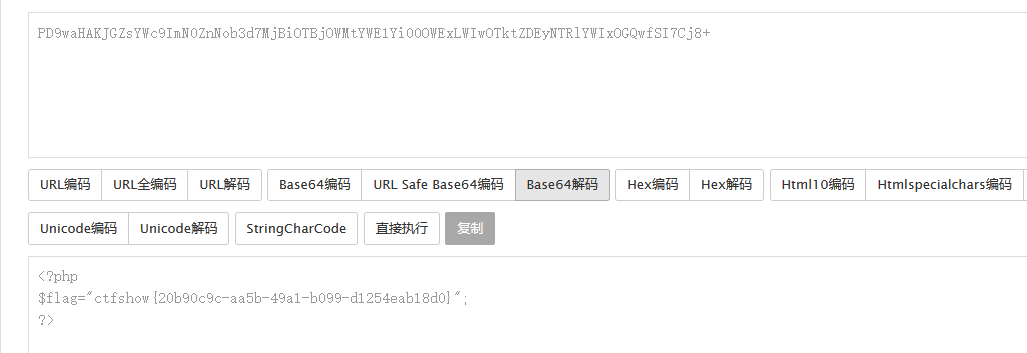 PD9waHAKJGZsYWc9ImN0ZnNob3d7MjBiOTBjOWMtYWE1Yi00OWExLWIwOTktZDEyNTRlYWIxOGQwfSI7Cj8+
URL编码 URL全编码 URL解码 Base64编码 URL Safe Base64编码 Base64解码 Hex编码 Hex解码 Html10编码 Htmlspecialchars编码
Unicode编码 Unicode解码 StringCharCode 直接执行 复制
<?php
$flag="ctfshow{20b90c9c-aa5b-49a1-b099-d1254eab18d0}";
?>